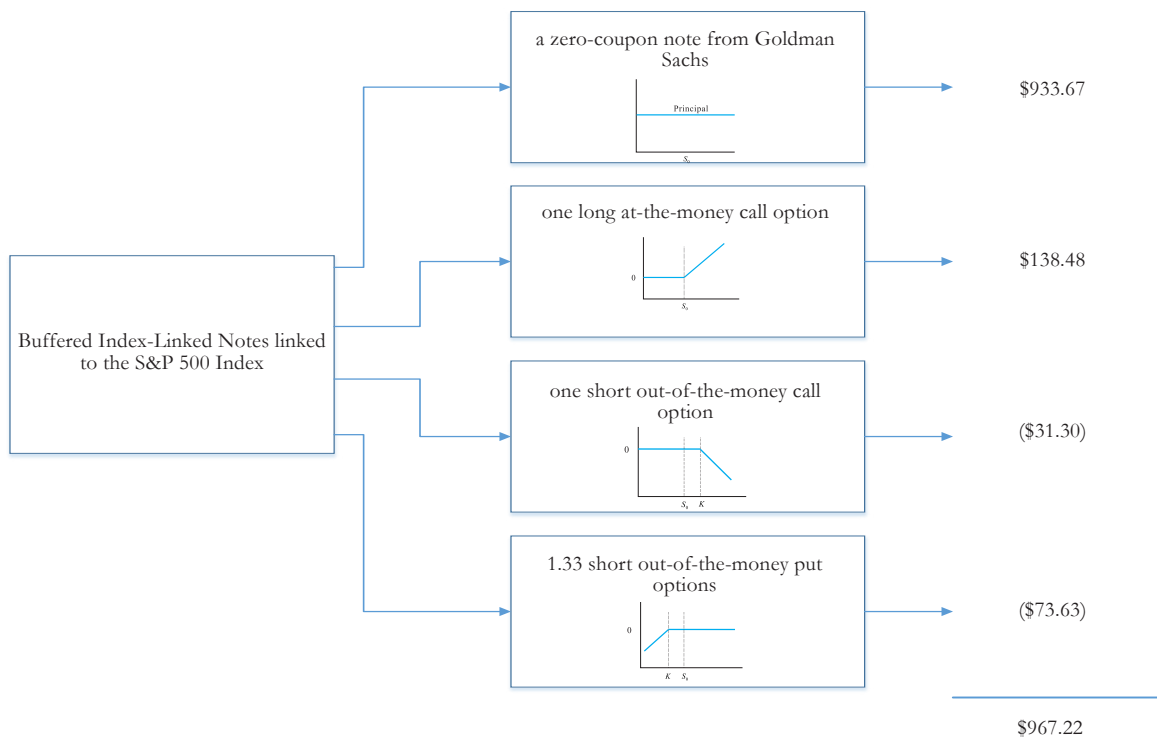 a zero-coupon note from Goldman
Sachs
Principal
S₀
$933.67
one long at-the-money call option
0
S₀
$138.48
Buffered Index-Linked Notes linked
to the S&P 500 Index
one short out-of-the-money call
option
0
S₀ K
($31.30)
1.33 short out-of-the-money put
options
0
K S₀
($73.63)
$967.22